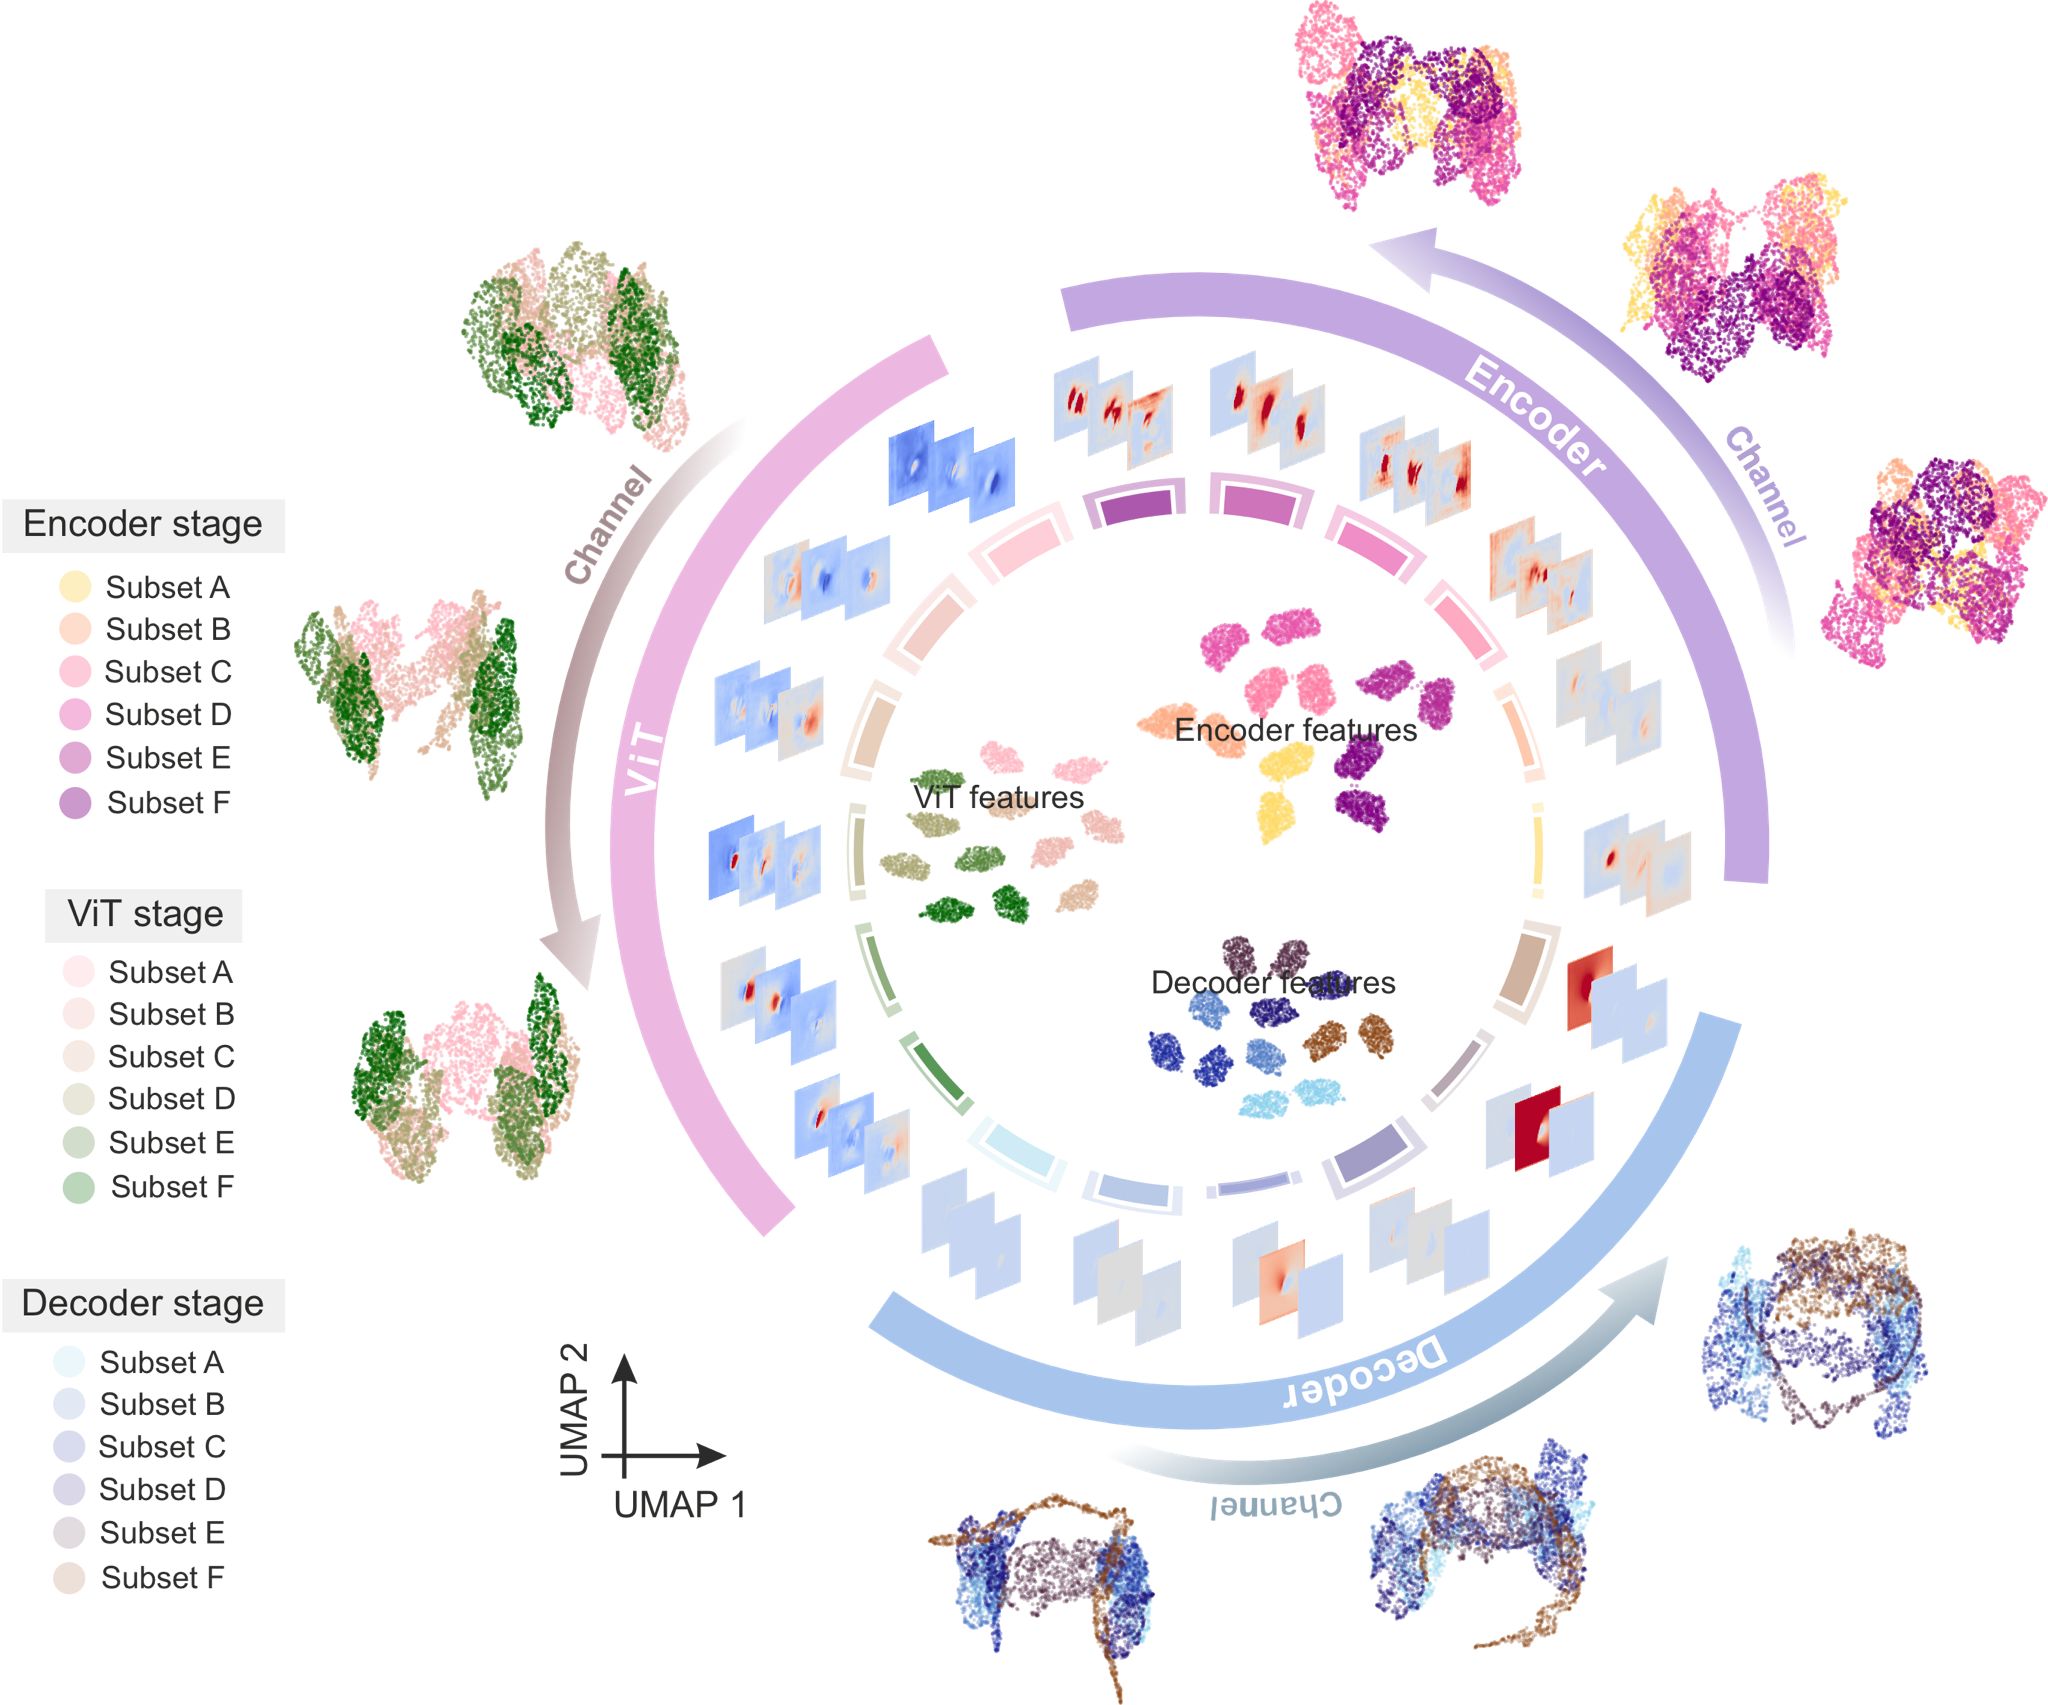 Encoder stage
Subset A
Subset B
Subset C
Subset D
Subset E
Subset F
ViT stage
Subset A
Subset B
Subset C
Subset D
Subset E
Subset F
Decoder stage
Subset A
Subset B
Subset C
Subset D
Subset E
Subset F
Channel
ViT
Encoder
Channel
Encoder features
ViT features
Decoder features
Decoder
Channel
UMAP 2
UMAP 1